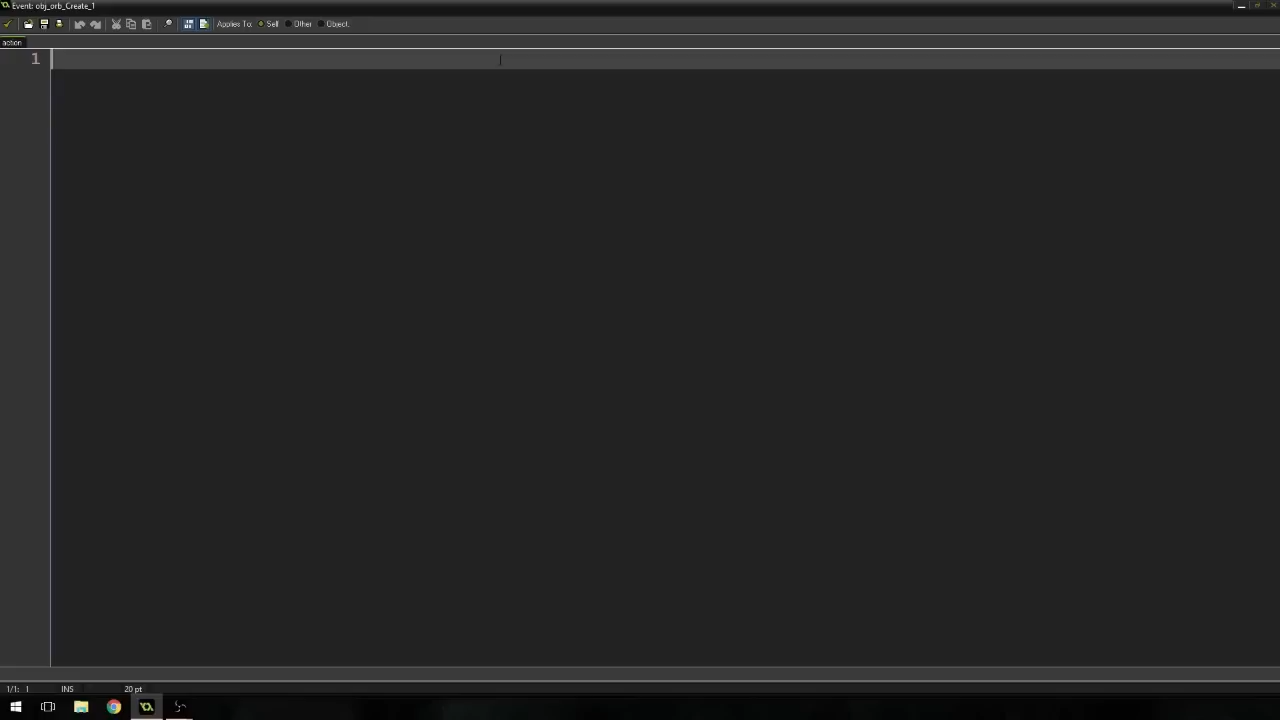 Event: obj_orb_Create_1
Applies To: Self Other Object:
action
1
1/1: 1 INS 20 pt